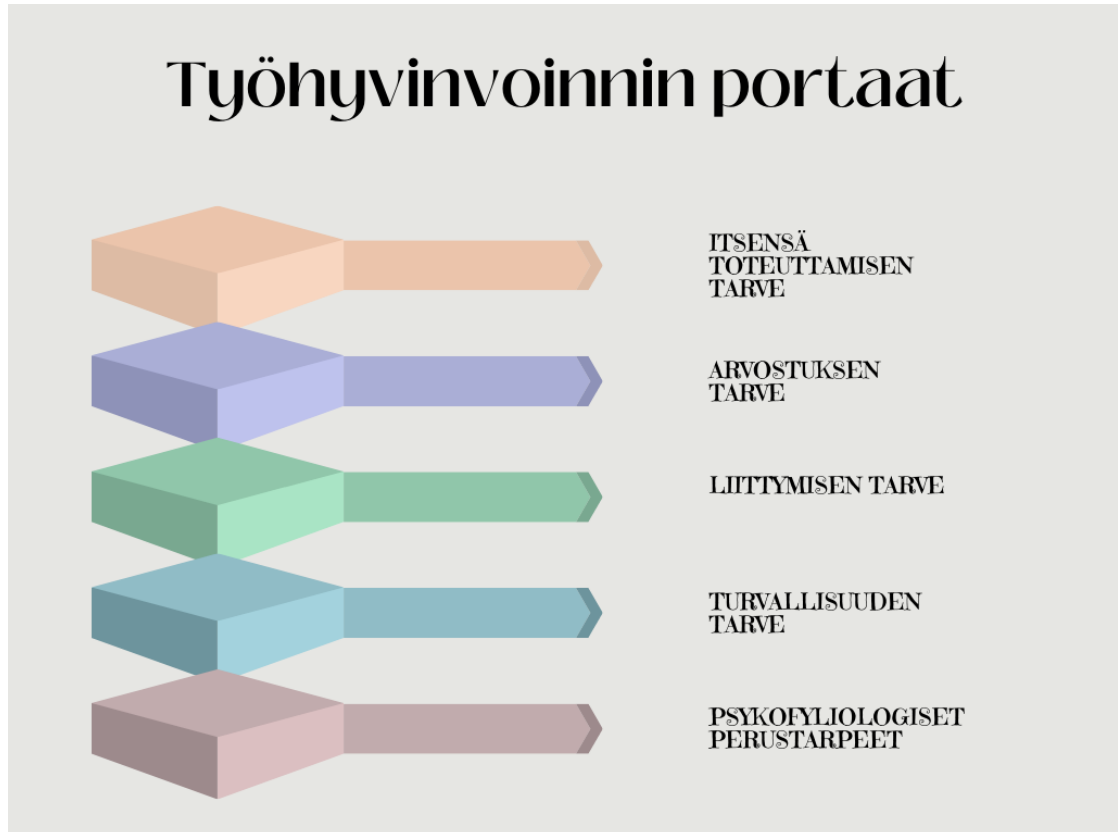 Työhyvinvoinnin portaat
ITSENSÄ
TOTEUTTAMISEN
TARVE
ARVOSTUKSEN
TARVE
LIITTYMISEN TARVE
TURVALLISUUDEN
TARVE
PSYKOFYLIOLOGISET
PERUSTARPEET